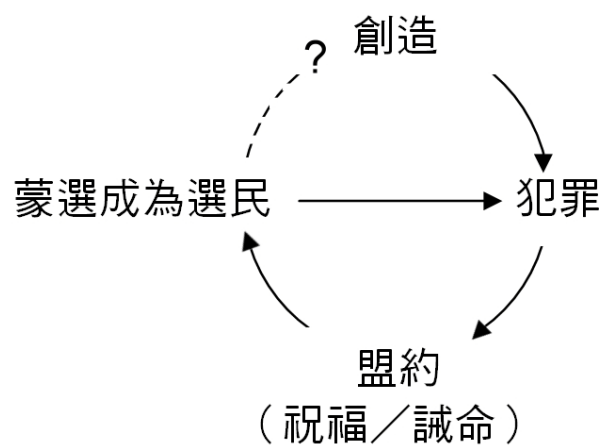 ? 創造
蒙選成為選民
犯罪
盟約
（祝福／誡命）